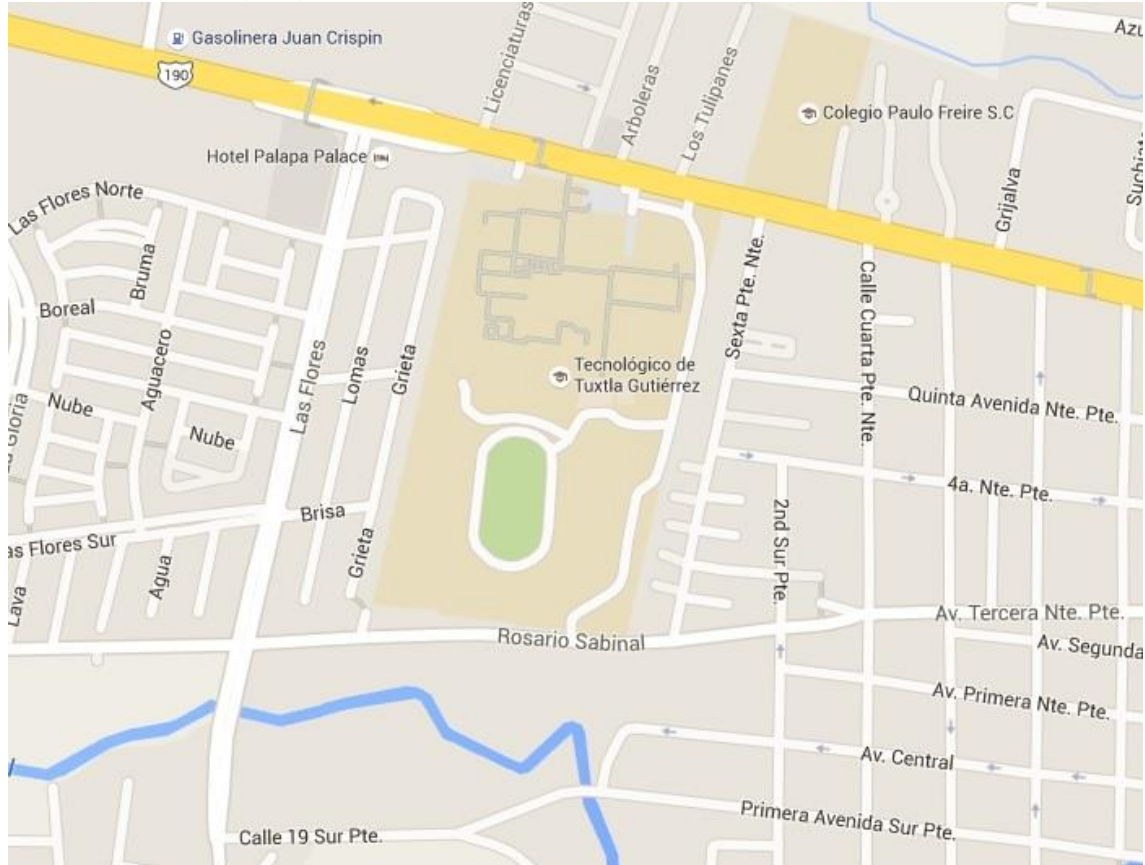 Gasolinera Juan Crispin
190
Licenciaturas
Arboleras
Los Tulipanes
Colegio Paulo Freire S.C
Hotel Palapa Palace
Las Flores Norte
Bruma
Boreal
Aguacero
Nube
Nube
Las Flores
Lomas
Grieta
Tecnológico de
Tuxtla Gutiérrez
Sexta Pte. Nte.
Calle Cuarta Pte. Nte.
Grijalva
Quinta Avenida Nte. Pte.
4a. Nte. Pte.
2nd Sur Pte.
Brisa
Grieta
Flores Sur
Agua
Lava
Rosario Sabinal
Av. Tercera Nte. Pte.
Av. Segunda
Av. Primera Nte. Pte.
Av. Central
Primera Avenida Sur Pte.
Calle 19 Sur Pte.